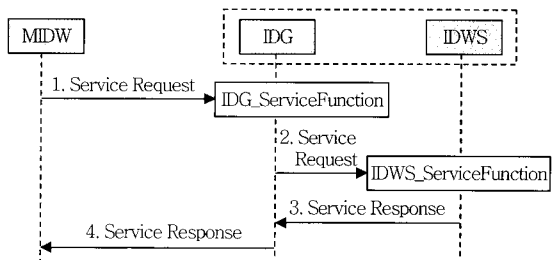 MIDW
IDG
IDWS
1. Service Request
IDG_ServiceFunction
2. Service
Request
IDWS_ServiceFunction
3. Service Response
4. Service Response